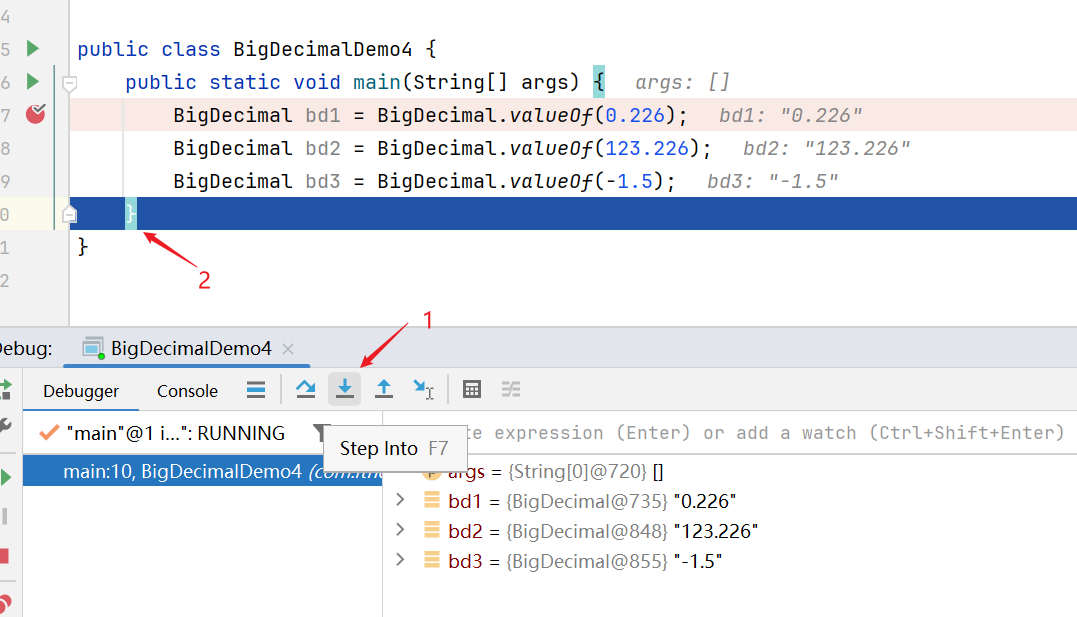 4
5 public class BigDecimalDemo4 {
6 public static void main(String[] args) { args: []
7 BigDecimal bd1 = BigDecimal.valueOf(0.226); bd1: "0.226"
8 BigDecimal bd2 = BigDecimal.valueOf(123.226); bd2: "123.226"
9 BigDecimal bd3 = BigDecimal.valueOf(-1.5); bd3: "-1.5"
0 }
1 }
2
2
1
ebug: BigDecimalDemo4
Debugger Console
"main"@1 i...": RUNNING
expression (Enter) or add a watch (Ctrl+Shift+Enter)
Step Into F7
main:10, BigDecimalDemo4
args = {String[0]@720} []
bd1 = {BigDecimal@735} "0.226"
bd2 = {BigDecimal@848} "123.226"
bd3 = {BigDecimal@855} "-1.5"